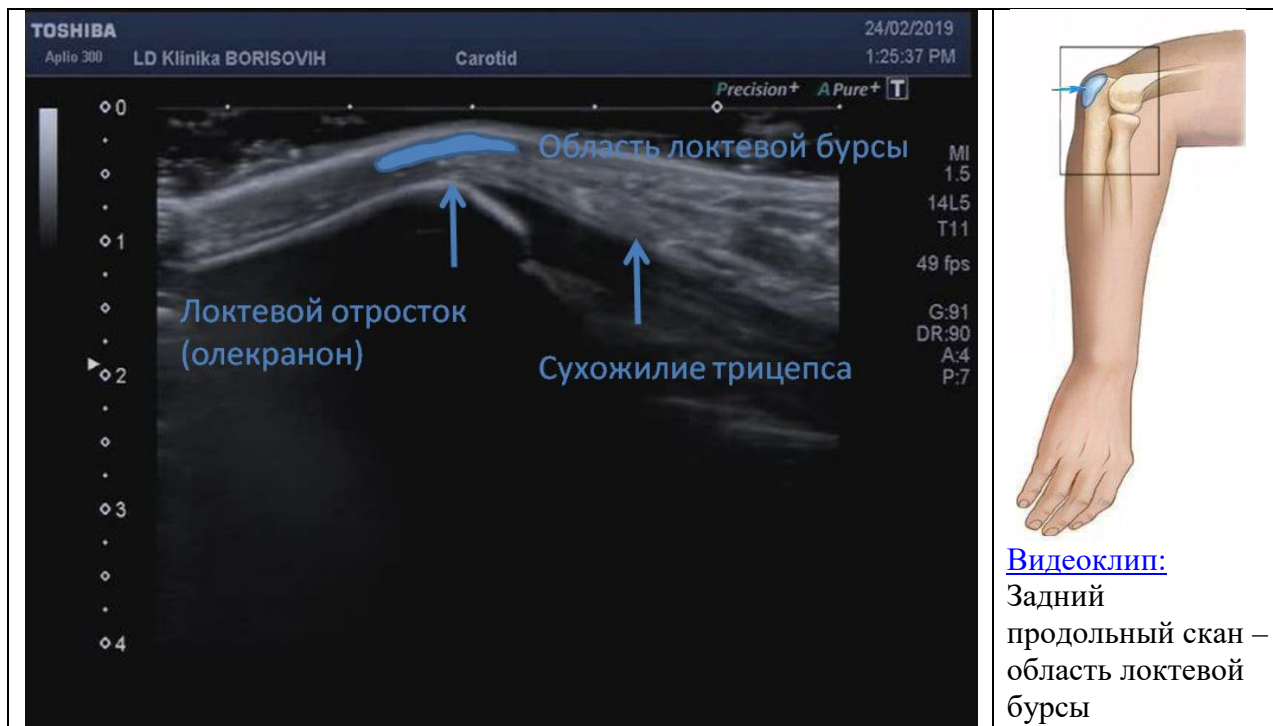 TOSHIBA
Aplio 300 LD Klinika BORISOVIH Carotid
24/02/2019
1:25:37 PM
Precision+ A Pure+ T
0
1
2
3
4
Область локтевой бурсы
MI
1.5
14L5
T11
49 fps
G:91
DR:90
A:4
P:7
Локтевой отросток
(олекранон)
Сухожилие трицепса
Видеоклип:
Задний
продольный скан –
область локтевой
бурсы